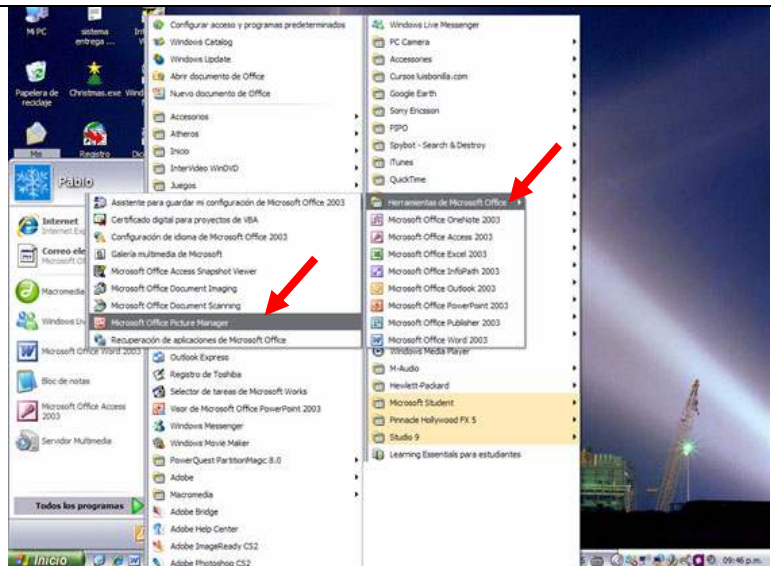 Mi PC
sistema entrega ...
Papelera de reciclaje
Christmas.exe
Wind
Mis
Registro
Dic
Pablo
Internet
Internet Ex
Correo ele
Microsoft Of
Macromedia
Windows Liv
Microsoft Office Word 2003
Bloc de notas
Microsoft Office Access 2003
Servidor Multimedia
Todos los programas
Inicio
Configurar acceso y programas predeterminados
Windows Catalog
Windows Update
Abrir documento de Office
Nuevo documento de Office
Accesorios
Atheros
Inicio
InterVideo WinDVD
Juegos
Asistente para guardar mi configuración de Microsoft Office 2003
Certificado digital para proyectos de VBA
Configuración de idioma de Microsoft Office 2003
Galería multimedia de Microsoft
Microsoft Office Access Snapshot Viewer
Microsoft Office Document Imaging
Microsoft Office Document Scanning
Microsoft Office Picture Manager
Recuperación de aplicaciones de Microsoft Office
Outlook Express
Registro de Toshiba
Selector de tareas de Microsoft Works
Visor de Microsoft Office PowerPoint 2003
Windows Messenger
Windows Movie Maker
PowerQuest PartitionMagic 8.0
Adobe
Macromedia
Adobe Bridge
Adobe Help Center
Adobe ImageReady CS2
Adobe Photoshop CS2
Windows Live Messenger
PC Camera
Accessories
Cursos luisbonilla.com
Google Earth
Sony Ericsson
PIPO
Spybot - Search & Destroy
iTunes
QuickTime
Herramientas de Microsoft Office
Microsoft Office OneNote 2003
Microsoft Office Access 2003
Microsoft Office Excel 2003
Microsoft Office InfoPath 2003
Microsoft Office Outlook 2003
Microsoft Office PowerPoint 2003
Microsoft Office Publisher 2003
Microsoft Office Word 2003
Windows Media Player
M-Audio
Hewlett-Packard
Microsoft Student
Pinnacle Hollywood FX 5
Studio 9
Learning Essentials para estudiantes
09:46 p.m.